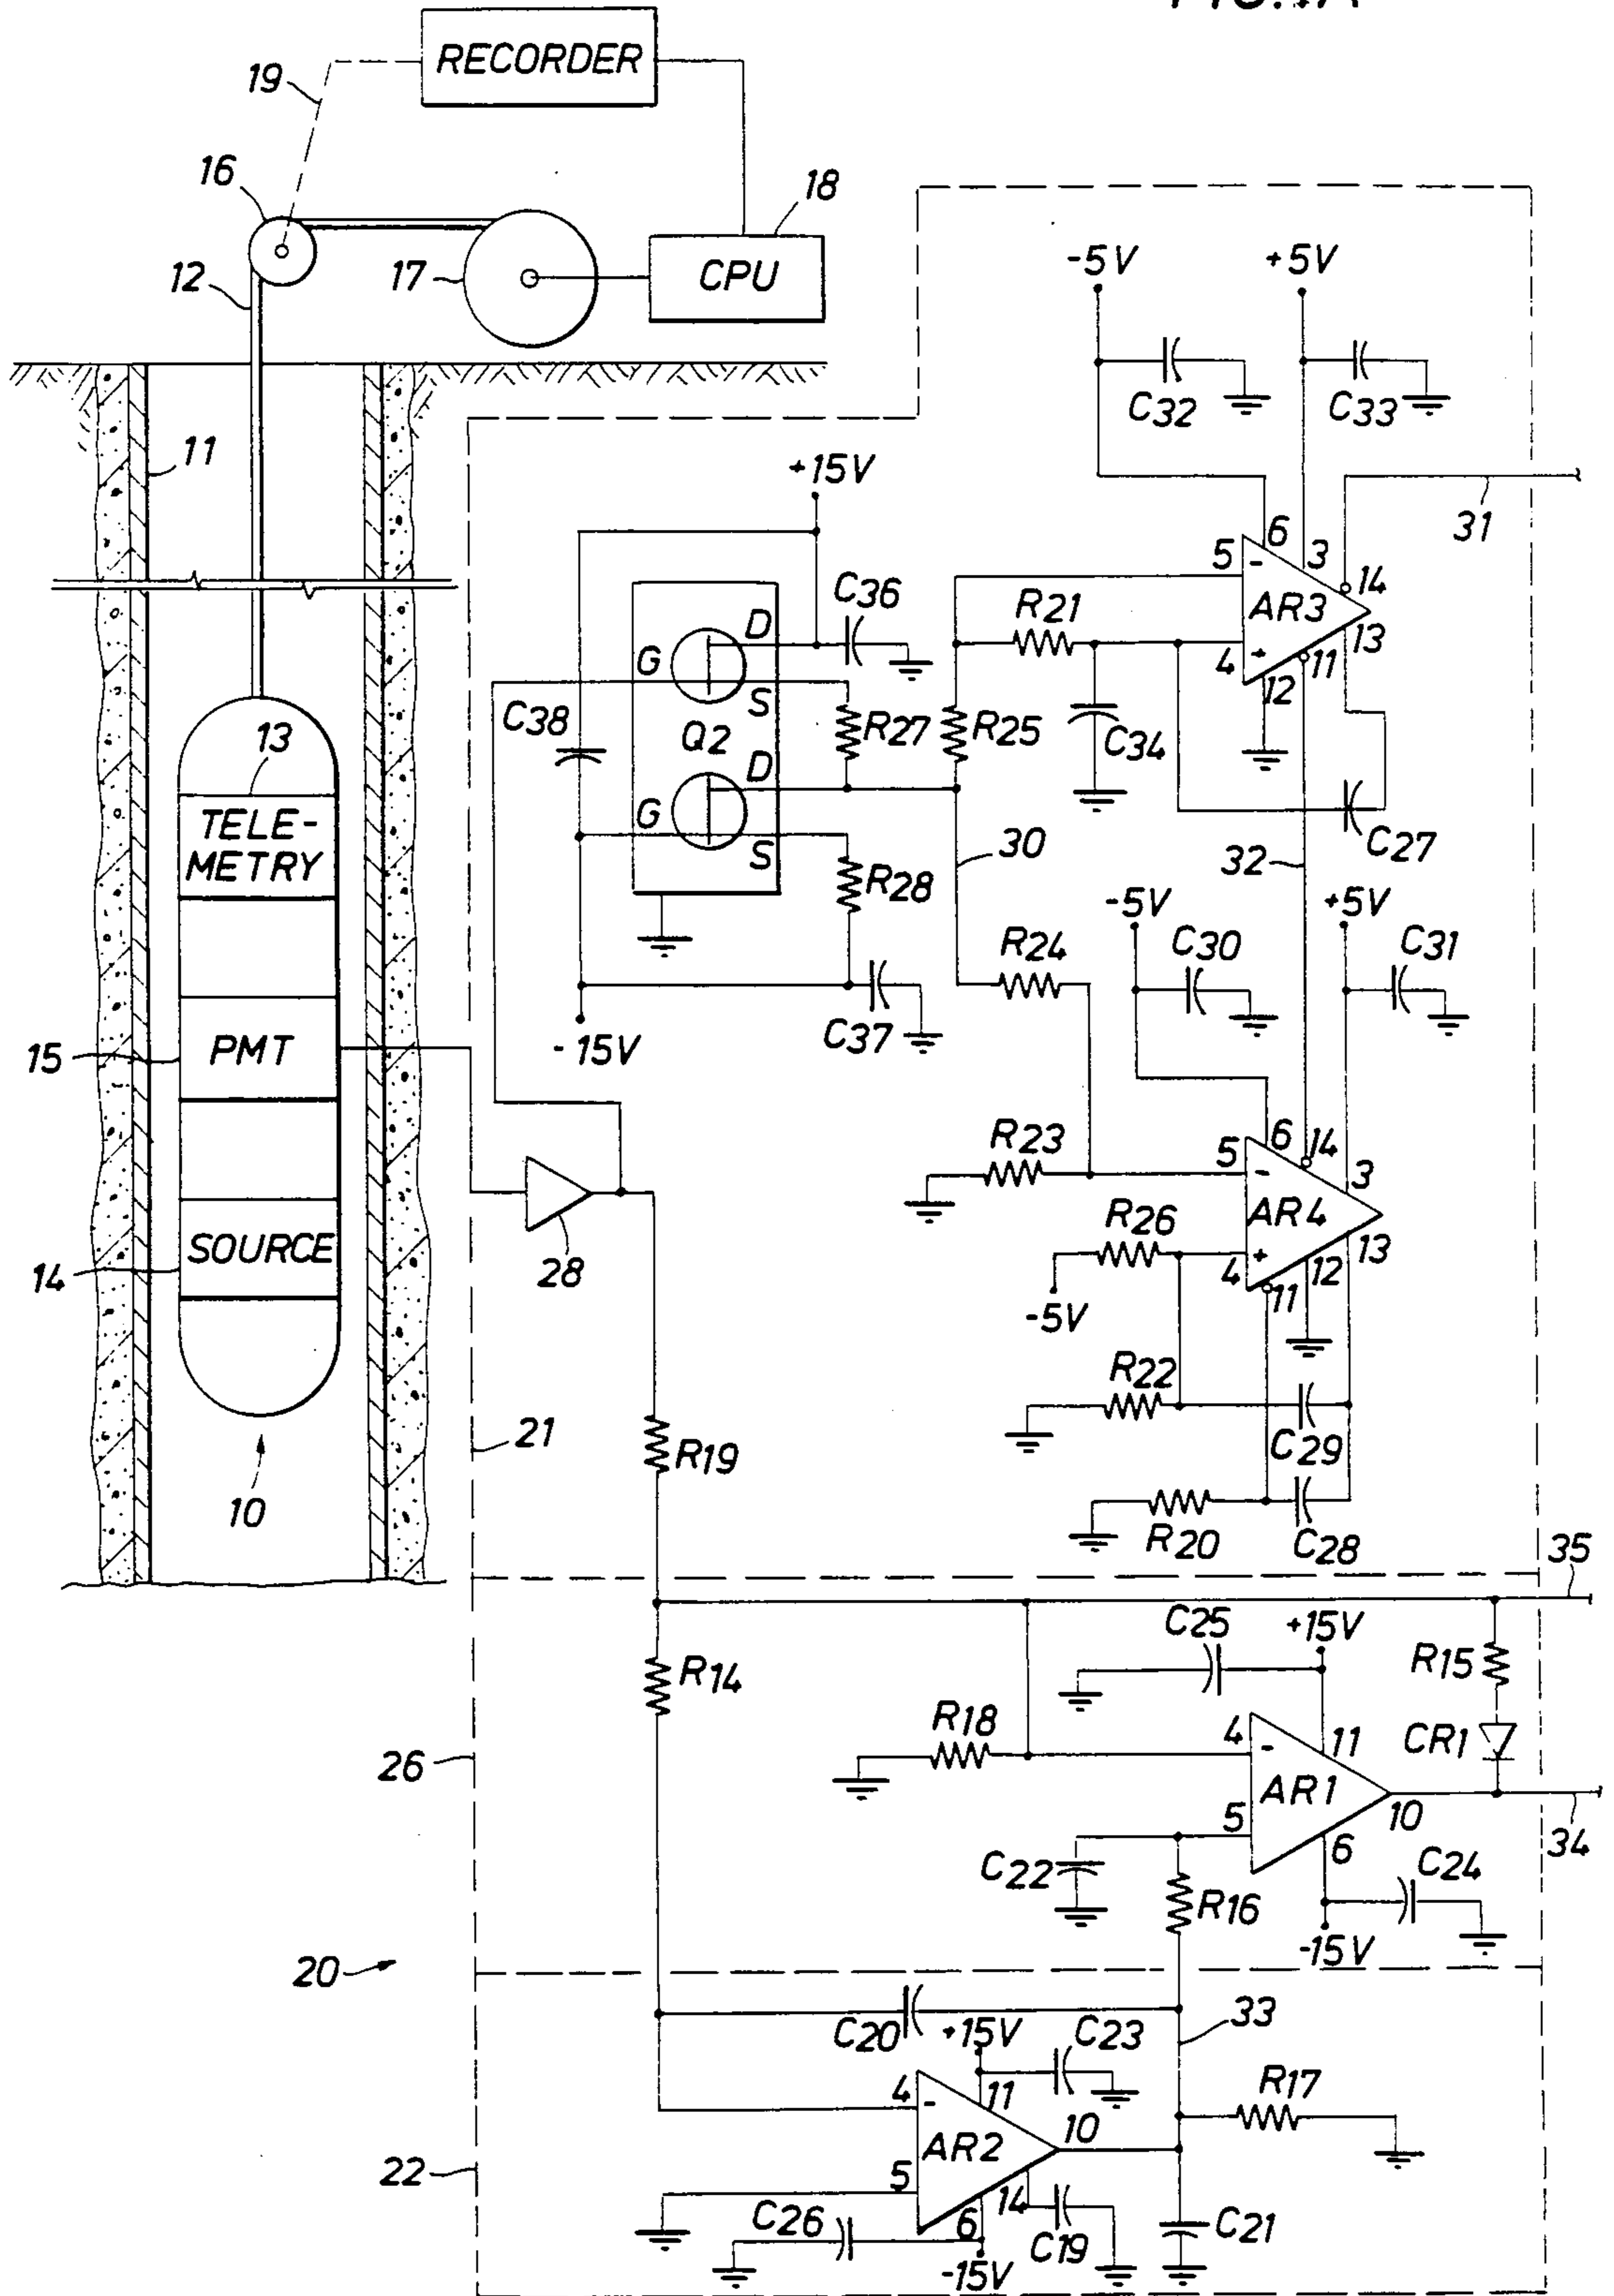 RECORDER
19
16
18
12
17
CPU
-5V
+5V
C32
C33
11
+15V
31
5
-
6
3
14
AR3
R21
13
4
+
11
12
C36
D
G
S
C38
Q2
R27
R25
C34
13
TELE-
METRY
D
G
S
C27
30
32
R28
-5V
+5V
R24
C30
C31
C37
-15V
15
PMT
R23
5
-
6
14
3
AR4
R26
13
4
+
12
11
-5V
SOURCE
14
28
R22
21
C29
R19
10
R20
C28
35
C25
+15V
R14
R15
R18
4
-
11
CR1
26
AR1
5
10
34
6
C22
R16
C24
-15V
20
33
C20
+15V
C23
4
-
11
R17
10
AR2
22
5
14
6
C26
C19
C21
-15V